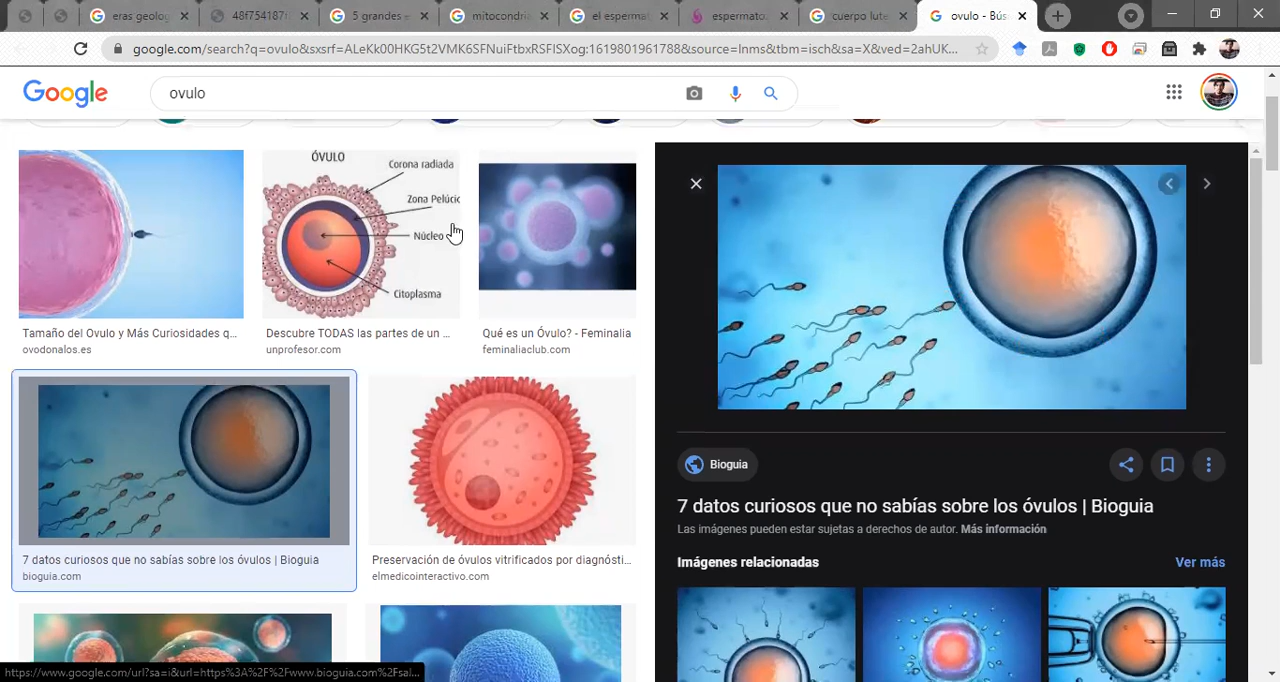 eras geolog
48f754187f
5 grandes e
mitocondri
el espermat
espermatoz
cuerpo lute
ovulo - Bús
google.com/search?q=ovulo&sxsrf=ALeKk00HKG5t2VMK6SFNuiFtbxRSFISXog:1619801961788&source=lnms&tbm=isch&sa=X&ved=2ahUK...
Google
ovulo
ÓVULO
Corona radiada
Zona Pelúcid
Núcleo
Citoplasma
Tamaño del Ovulo y Más Curiosidades q...
ovodonalos.es
Descubre TODAS las partes de un ...
unprofesor.com
Qué es un Óvulo? - Feminalia
feminaliaclub.com
7 datos curiosos que no sabías sobre los óvulos | Bioguia
bioguia.com
Preservación de óvulos vitrificados por diagnósti...
elmedicointeractivo.com
Bioguia
7 datos curiosos que no sabías sobre los óvulos | Bioguia
Las imágenes pueden estar sujetas a derechos de autor. Más información
Imágenes relacionadas
Ver más
https://www.google.com/url?sa=i&url=https%3A%2F%2Fwww.bioguia.com%2Fsal...